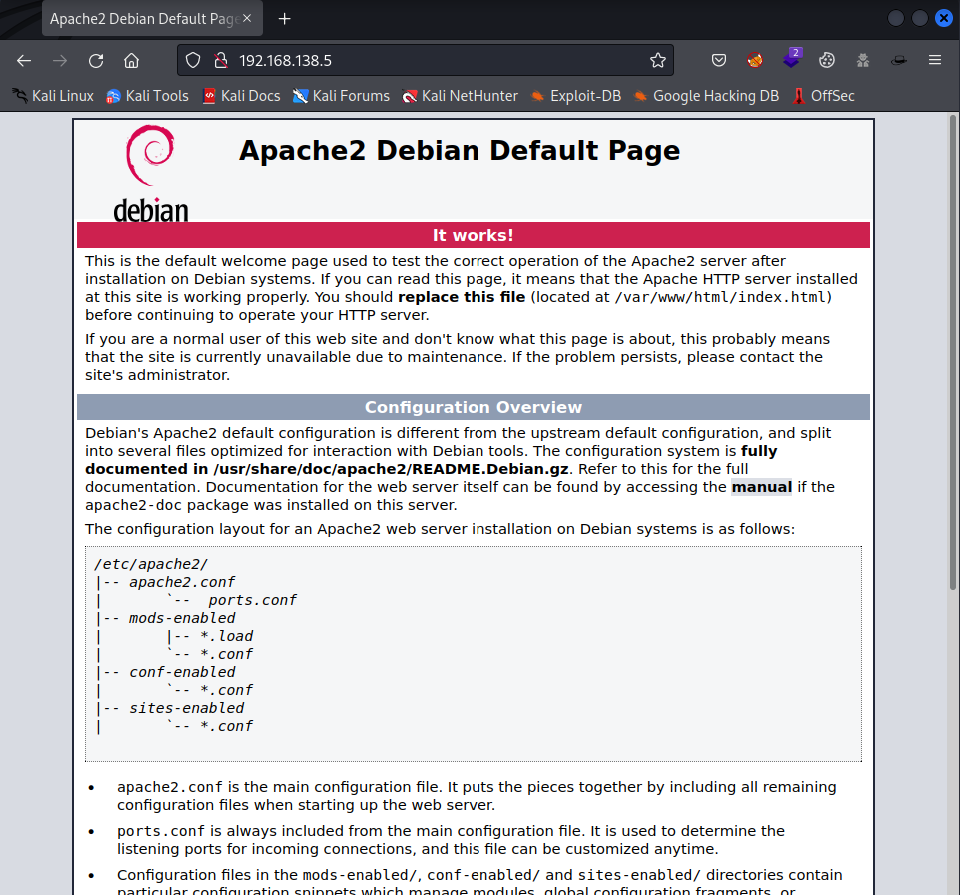 Apache2 Debian Default Page
192.168.138.5
2
Kali Linux Kali Tools Kali Docs Kali Forums Kali NetHunter Exploit-DB Google Hacking DB OffSec
debian
Apache2 Debian Default Page
It works!
This is the default welcome page used to test the correct operation of the Apache2 server after
installation on Debian systems. If you can read this page, it means that the Apache HTTP server installed
at this site is working properly. You should replace this file (located at /var/www/html/index.html)
before continuing to operate your HTTP server.
If you are a normal user of this web site and don't know what this page is about, this probably means
that the site is currently unavailable due to maintenance. If the problem persists, please contact the
site's administrator.
Configuration Overview
Debian's Apache2 default configuration is different from the upstream default configuration, and split
into several files optimized for interaction with Debian tools. The configuration system is fully
documented in /usr/share/doc/apache2/README.Debian.gz. Refer to this for the full
documentation. Documentation for the web server itself can be found by accessing the manual if the
apache2-doc package was installed on this server.
The configuration layout for an Apache2 web server installation on Debian systems is as follows:
/etc/apache2/
|-- apache2.conf
|       `--  ports.conf
|-- mods-enabled
|       |-- *.load
|       `-- *.conf
|-- conf-enabled
|       `-- *.conf
|-- sites-enabled
|       `-- *.conf
• apache2.conf is the main configuration file. It puts the pieces together by including all remaining
configuration files when starting up the web server.
• ports.conf is always included from the main configuration file. It is used to determine the
listening ports for incoming connections, and this file can be customized anytime.
• Configuration files in the mods-enabled/, conf-enabled/ and sites-enabled/ directories contain
particular configuration snippets which manage modules, global configuration fragments, or